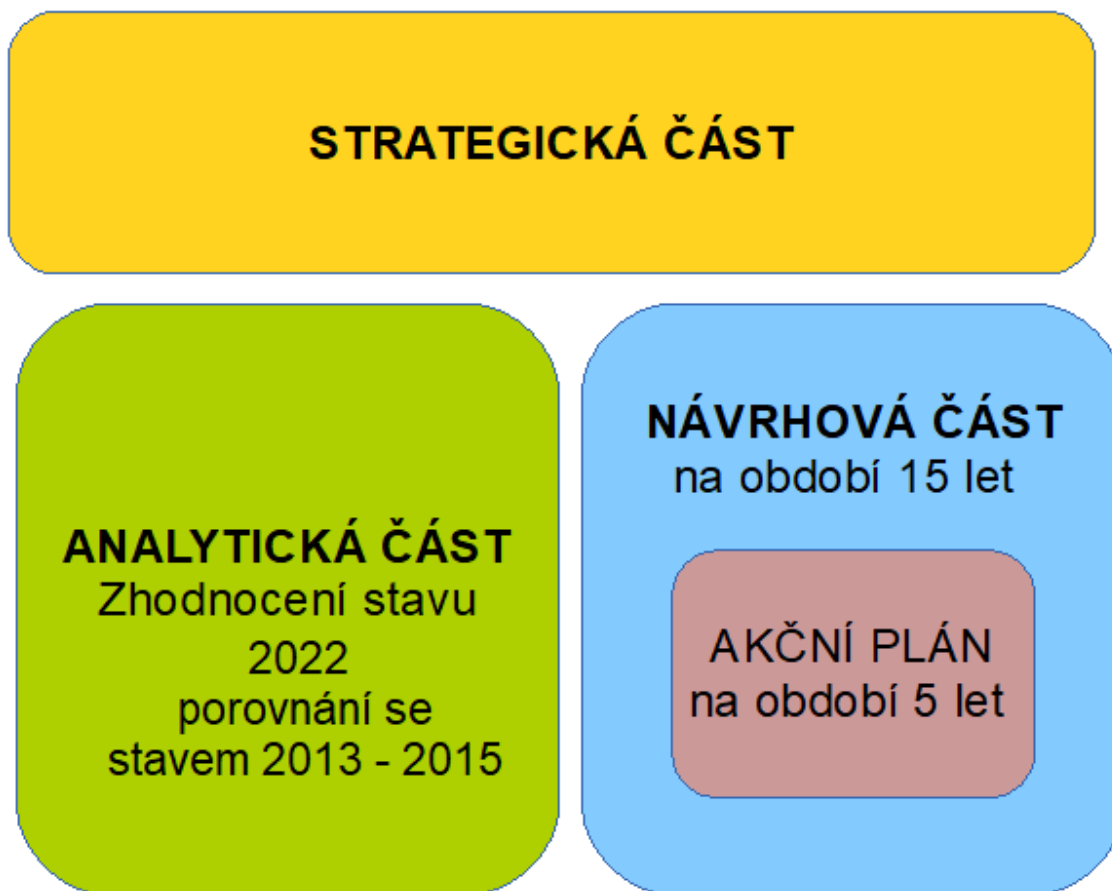 STRATEGICKÁ ČÁST
ANALYTICKÁ ČÁST
Zhodnocení stavu
2022
porovnání se
stavem 2013 - 2015
NÁVRHOVÁ ČÁST
na období 15 let
AKČNÍ PLÁN
na období 5 let